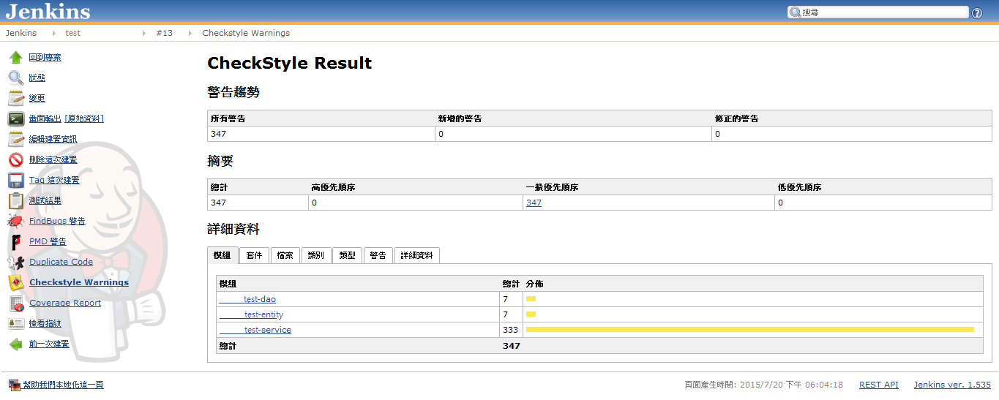 Jenkins
搜尋
Jenkins test #13 Checkstyle Warnings
回到專案
狀態
變更
畫面輸出 [原始資料]
編輯建置資訊
刪除這次建置
Tag 這次建置
測試結果
FindBugs 警告
PMD 警告
Duplicate Code
Checkstyle Warnings
Coverage Report
檢看指紋
前一次建置
CheckStyle Result
警告趨勢
所有警告 新增的警告 修正的警告
347 0 0
摘要
總計 高優先順序 一般優先順序 低優先順序
347 0 347 0
詳細資料
模組 套件 檔案 類別 類型 警告 詳細資料
模組 總計 分佈
test-dao 7
test-entity 7
test-service 333
總計 347
幫助我們本地化這一頁
頁面產生時間: 2015/7/20 下午 06:04:18 REST API Jenkins ver. 1.535